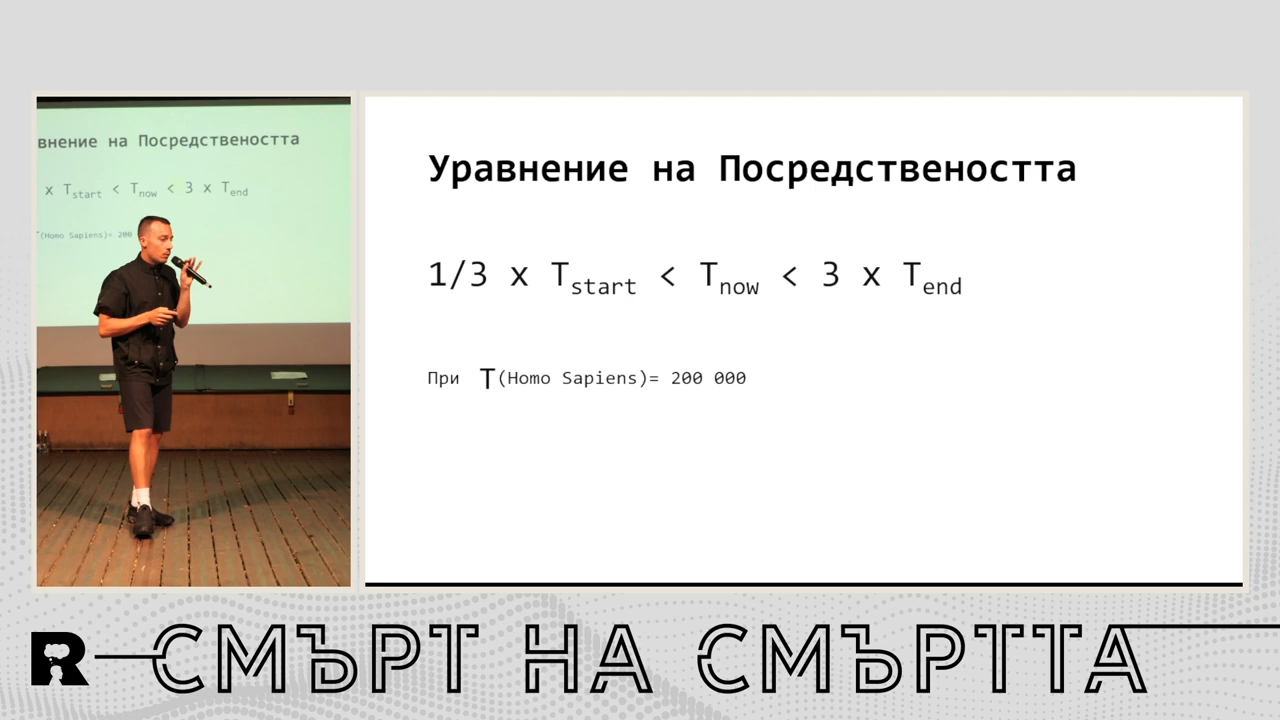 внение на Посредствеността
x Tstart < Tnow < 3 x Tend
(Homo Sapiens)= 200
Уравнение на Посредствеността
1/3 x Tstart < Tnow < 3 x Tend
При T(Homo Sapiens)= 200 000
R СМЪРТ НА СМЪРТТА